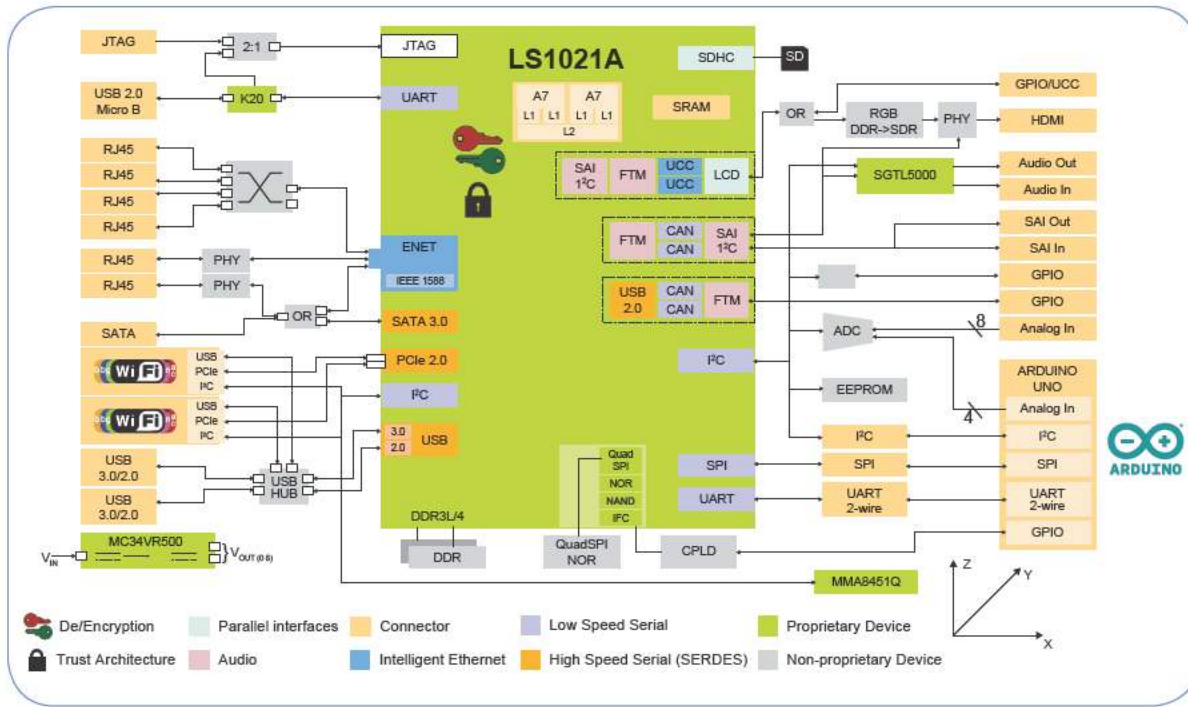 LS1021A
JTAG
2:1
JTAG
USB 2.0
Micro B
K20
UART
RJ45
RJ45
RJ45
RJ45
RJ45
PHY
RJ45
PHY
ENET
IEEE 1588
OR
SATA
SATA 3.0
WiFi
USB
PCIe
I²C
PCIe 2.0
WiFi
USB
PCIe
I²C
I²C
3.0
2.0
USB
USB
3.0/2.0
USB
3.0/2.0
USB
HUB
MC34VR500
VIN
VOUT (0 8)
DDR3L/4
DDR
A7
A7
L1
L1
L1
L1
L2
SDHC
SD
SRAM
SAI
I²C
FTM
UCC
UCC
LCD
FTM
CAN
CAN
SAI
I²C
USB
2.0
CAN
CAN
FTM
I²C
SPI
UART
Quad
SPI
NOR
NAND
IFC
QuadSPI
NOR
CPLD
OR
RGB
DDR->SDR
PHY
SGTL5000
ADC
EEPROM
I²C
SPI
UART
2-wire
MMA8451Q
GPIO/UCC
HDMI
Audio Out
Audio In
SAI Out
SAI In
GPIO
GPIO
8
Analog In
ARDUINO
UNO
4
Analog In
I²C
SPI
UART
2-wire
GPIO
ARDUINO
Z
Y
X
De/Encryption
Parallel interfaces
Connector
Low Speed Serial
Proprietary Device
Trust Architecture
Audio
Intelligent Ethernet
High Speed Serial (SERDES)
Non-proprietary Device